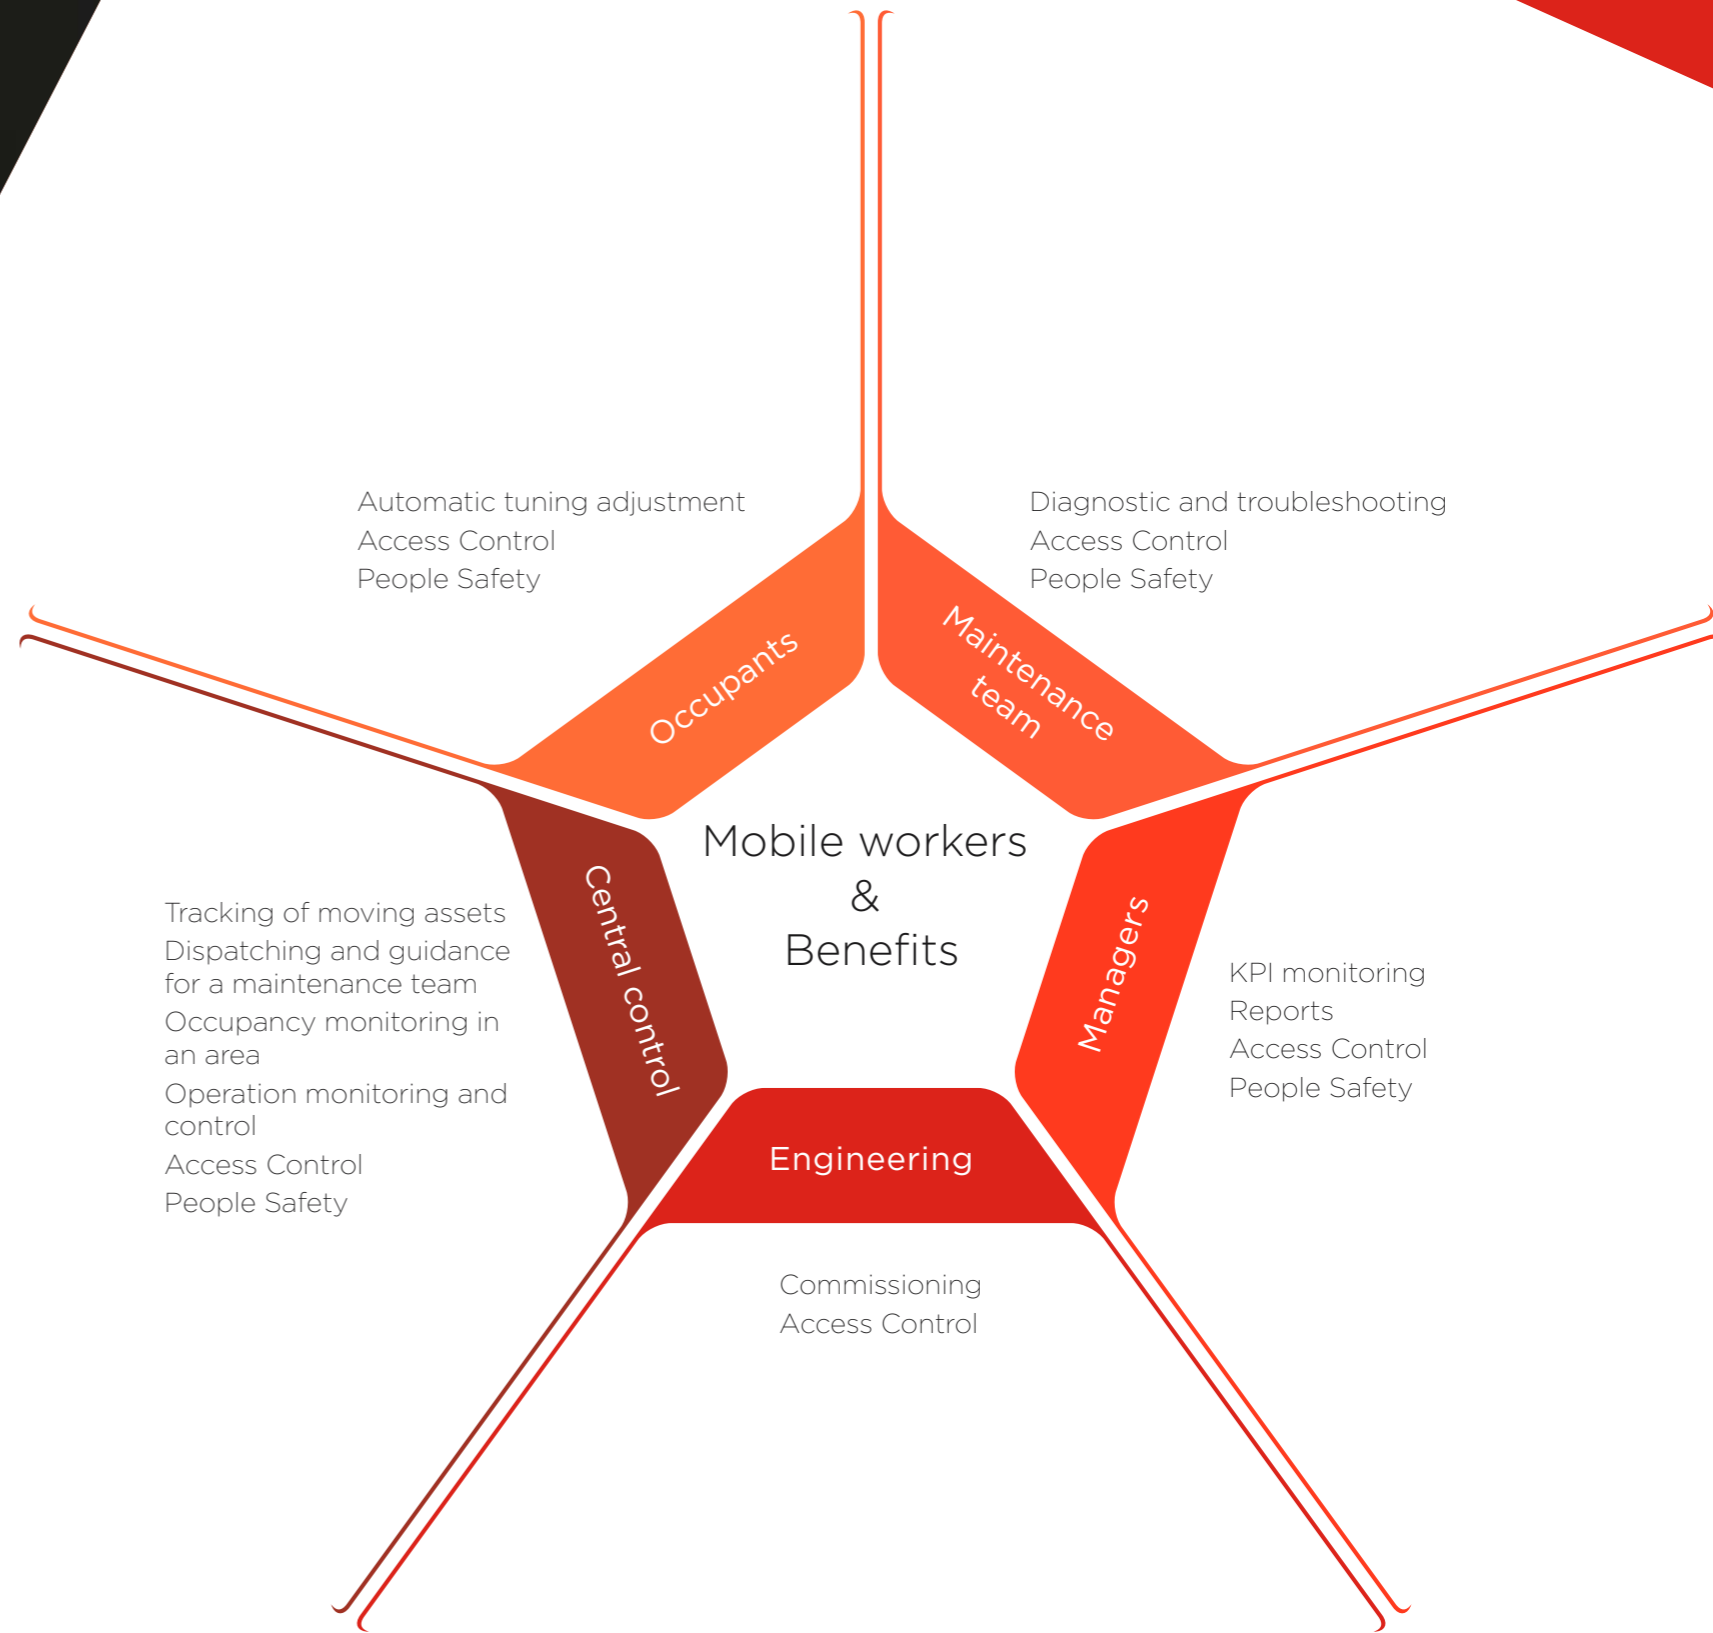 Automatic tuning adjustment
Access Control
People Safety
Diagnostic and troubleshooting
Access Control
People Safety
Occupants
Maintenance
team
Mobile workers
&
Benefits
Central control
Managers
Engineering
Tracking of moving assets
Dispatching and guidance
for a maintenance team
Occupancy monitoring in
an area
Operation monitoring and
control
Access Control
People Safety
KPI monitoring
Reports
Access Control
People Safety
Commissioning
Access Control